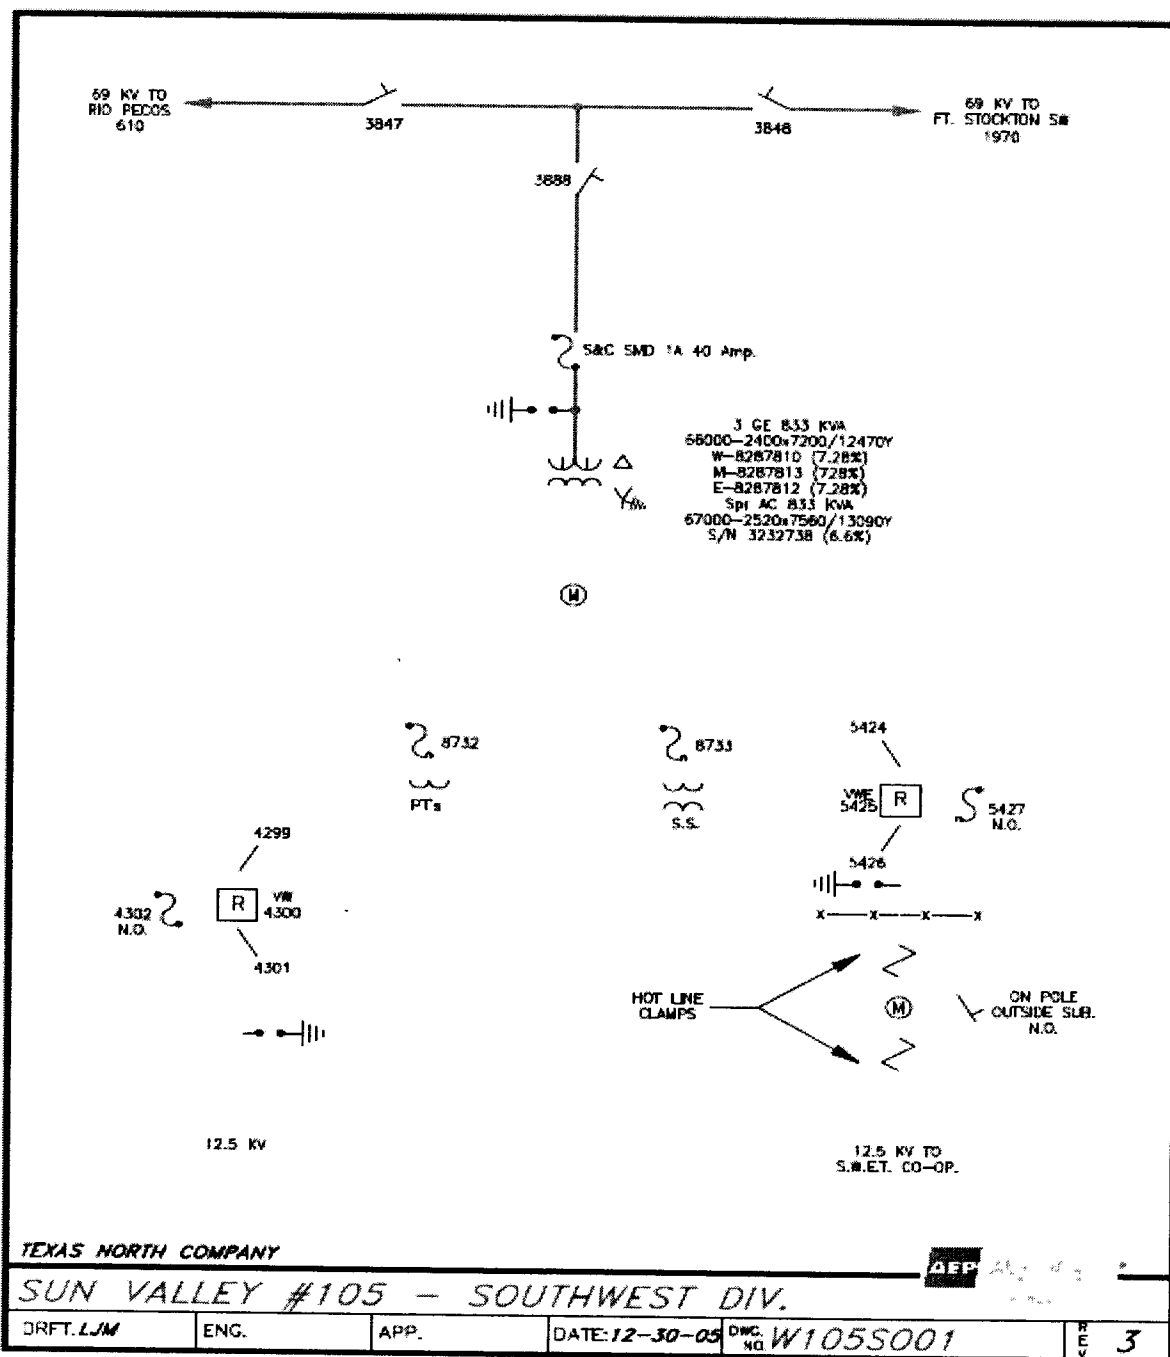 69 KV TO
RIO PECOS
610
3847
3848
69 KV TO
FT. STOCKTON SW
1970
3888
S&C SMD 1A 40 Amp.
3 GE 833 KVA
66000-2400x7200/12470Y
W-8287810 (7.28%)
M-8287813 (728%)
E-8287812 (7.28%)
Spr AC 833 KVA
67000-2520x7560/13090Y
S/N 3232738 (6.6%)
M
8732
PTs
8733
S.S.
5424
VWE
5425
R
5427
N.O.
5426
4299
4302
N.O.
R
VW
4300
4301
x x x x
HOT LINE
CLAMPS
M
ON POLE
OUTSIDE SUB.
N.O.
12.5 KV
12.5 KV TO
S.W.E.T. CO-OP.
TEXAS NORTH COMPANY
AEP
SUN VALLEY #105 - SOUTHWEST DIV.
DRFT. LJM
ENG.
APP.
DATE: 12-30-05
DWG. NO. W105S001
REV 3